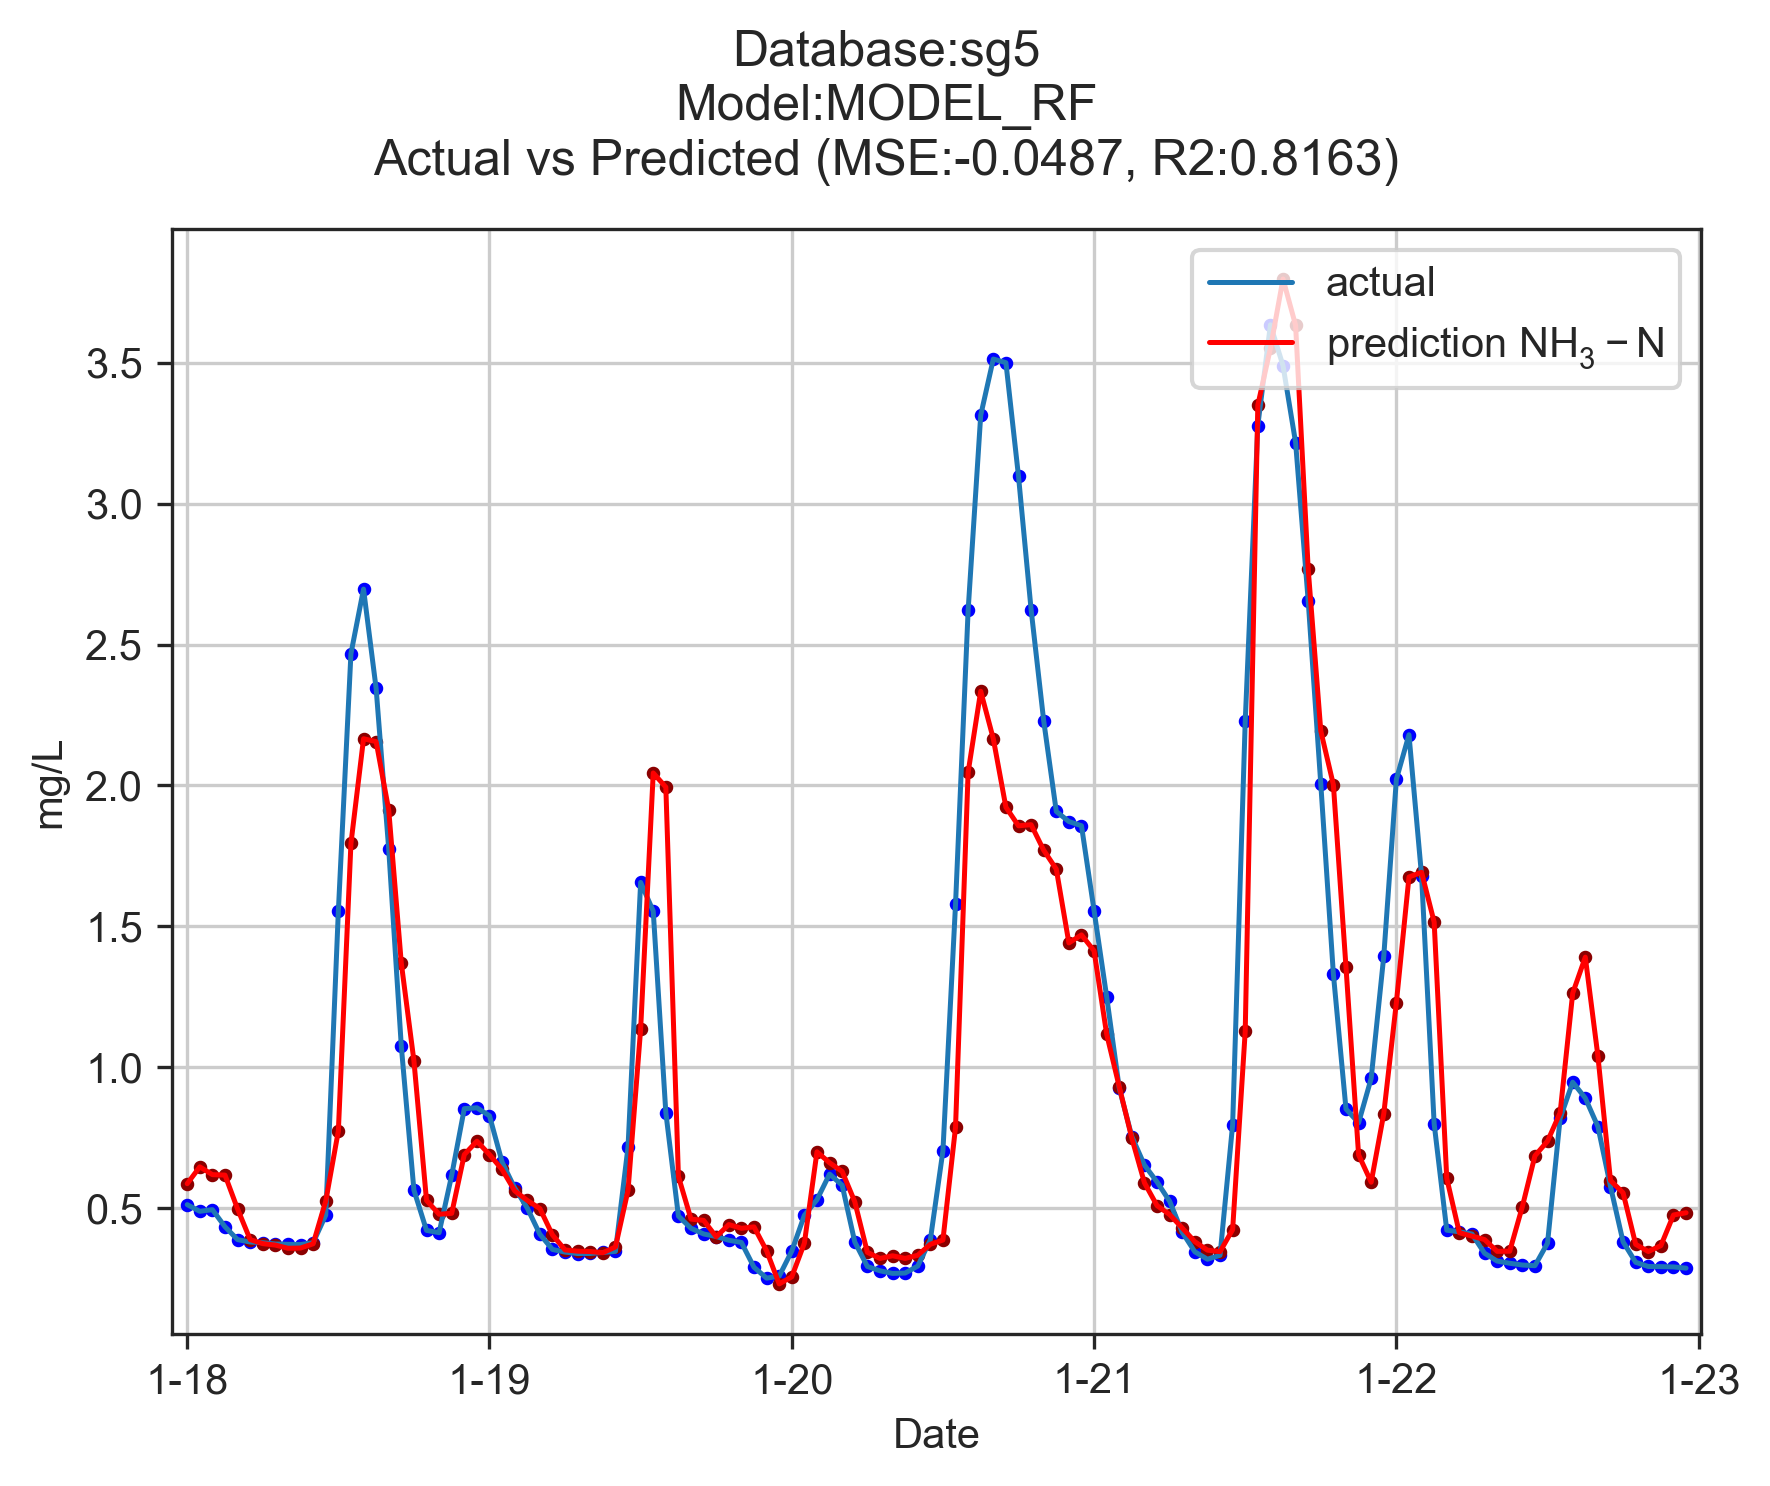 Database:sg5
Model:MODEL_RF
Actual vs Predicted (MSE:-0.0487, R2:0.8163)
actual
prediction NH₃ − N
3.5
3.0
2.5
2.0
1.5
1.0
0.5
mg/L
1-18 1-19 1-20 1-21 1-22 1-23
Date